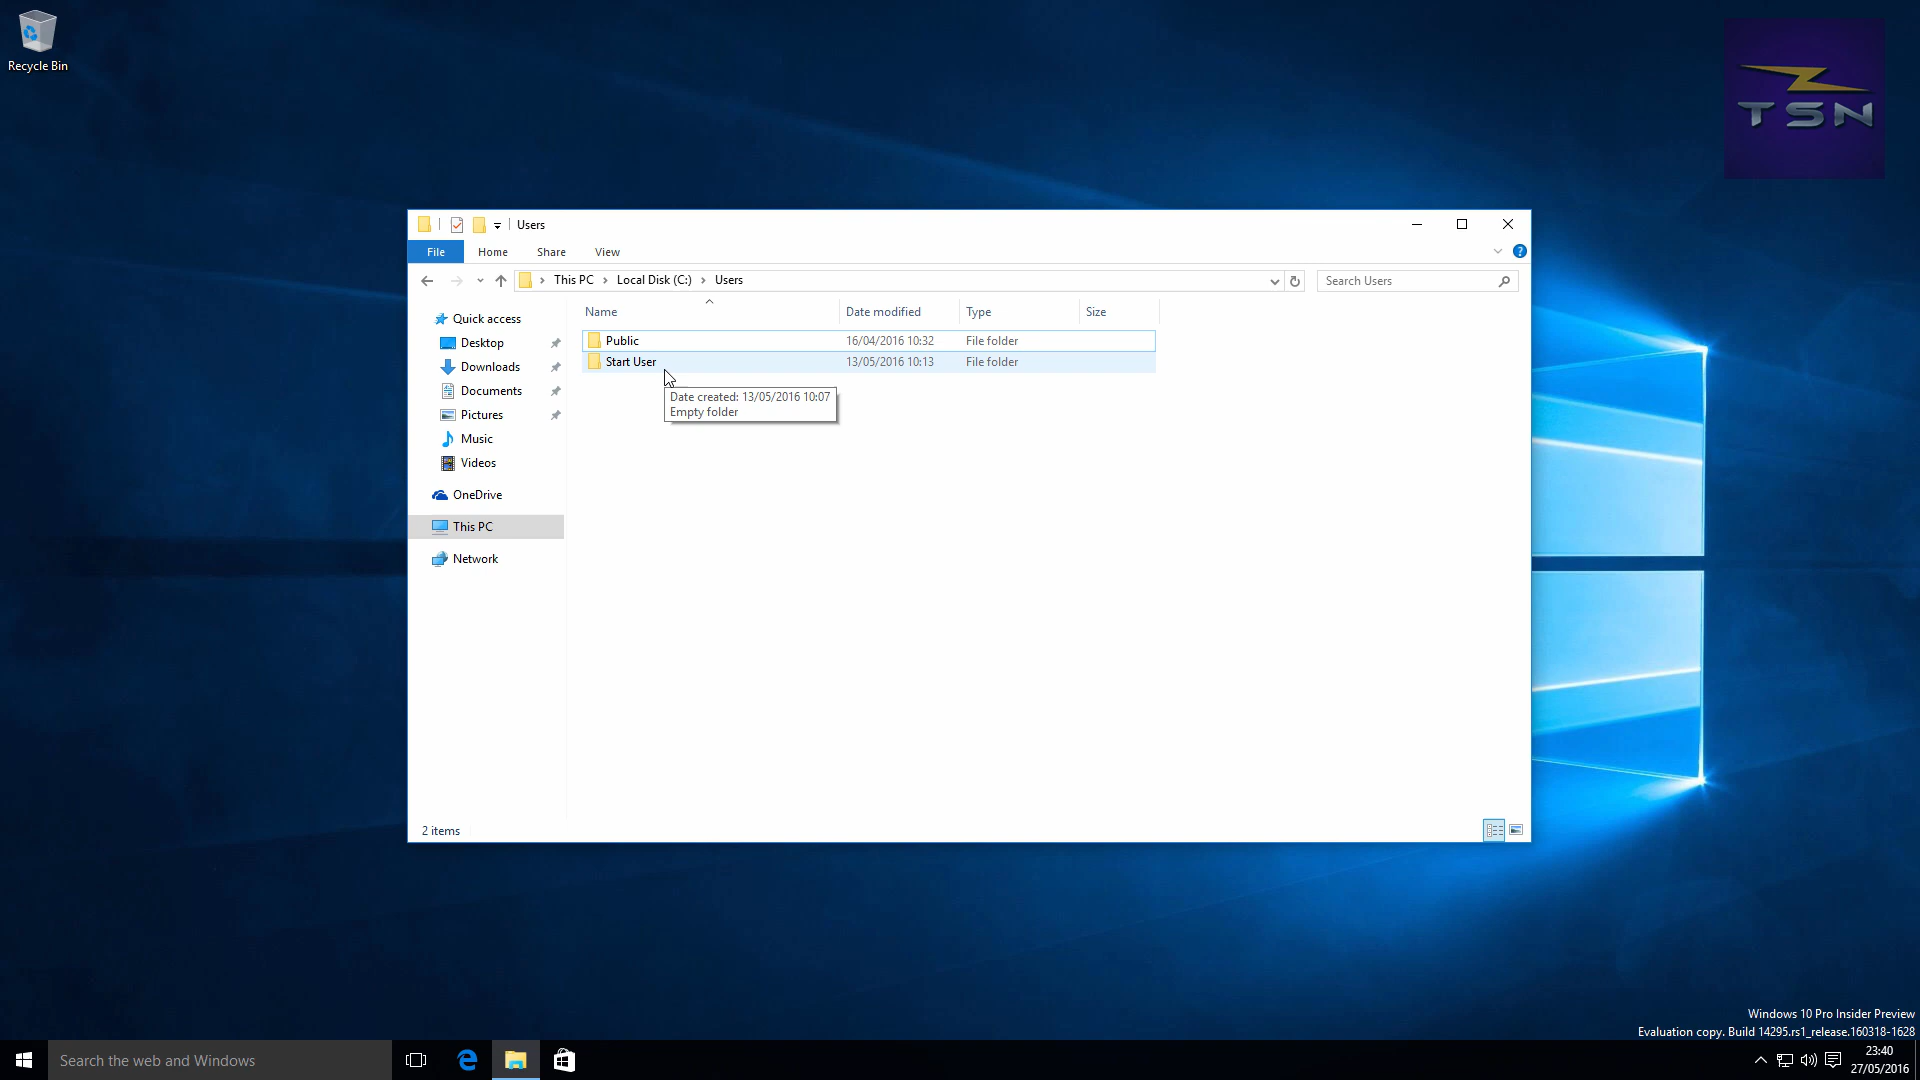 Recycle Bin
TSN
Users
File Home Share View
This PC Local Disk (C:) Users
Search Users
Name Date modified Type Size
Quick access
Desktop
Downloads
Documents
Pictures
Music
Videos
OneDrive
This PC
Network
Public 16/04/2016 10:32 File folder
Start User 13/05/2016 10:13 File folder
Date created: 13/05/2016 10:07
Empty folder
2 items
Windows 10 Pro Insider Preview
Evaluation copy. Build 14295.rs1_release.160318-1628
Search the web and Windows
23:40
27/05/2016